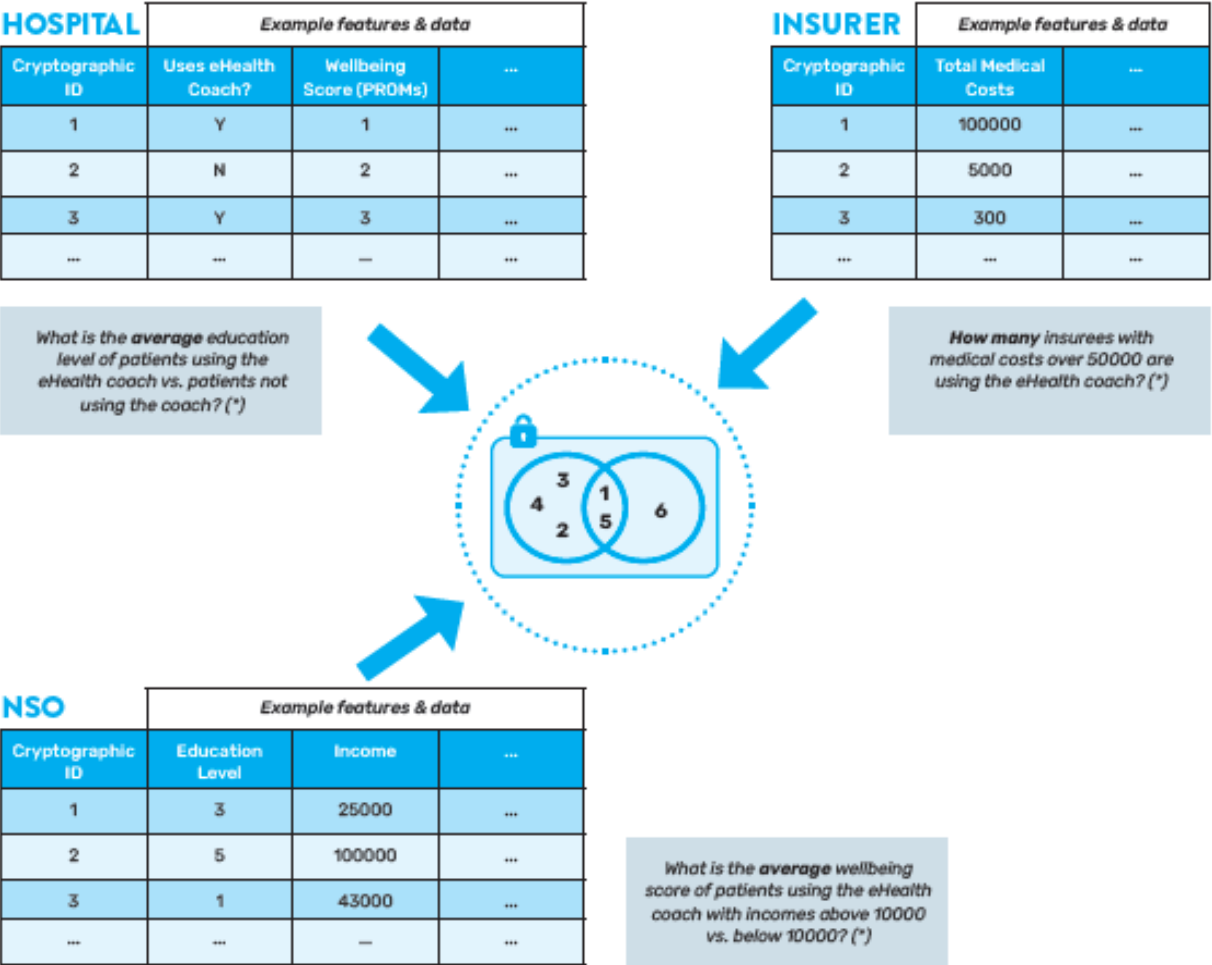 HOSPITAL
Example features & data
Cryptographic ID
Uses eHealth Coach?
Wellbeing Score (PROMs)
...
1 Y 1 ...
2 N 2 ...
3 Y 3 ...
... ... ... ...
INSURER
Example features & data
Cryptographic ID
Total Medical Costs
...
1 100000 ...
2 5000 ...
3 300 ...
... ... ...
What is the average education
level of patients using the
eHealth coach vs. patients not
using the coach? (*)
How many insurees with
medical costs over 50000 are
using the eHealth coach? (*)
3
4
2
1
5
6
NSO
Example features & data
Cryptographic ID
Education Level
Income
...
1 3 25000 ...
2 5 100000 ...
3 1 43000 ...
... ... ... ...
What is the average wellbeing
score of patients using the eHealth
coach with incomes above 10000
vs. below 10000? (*)